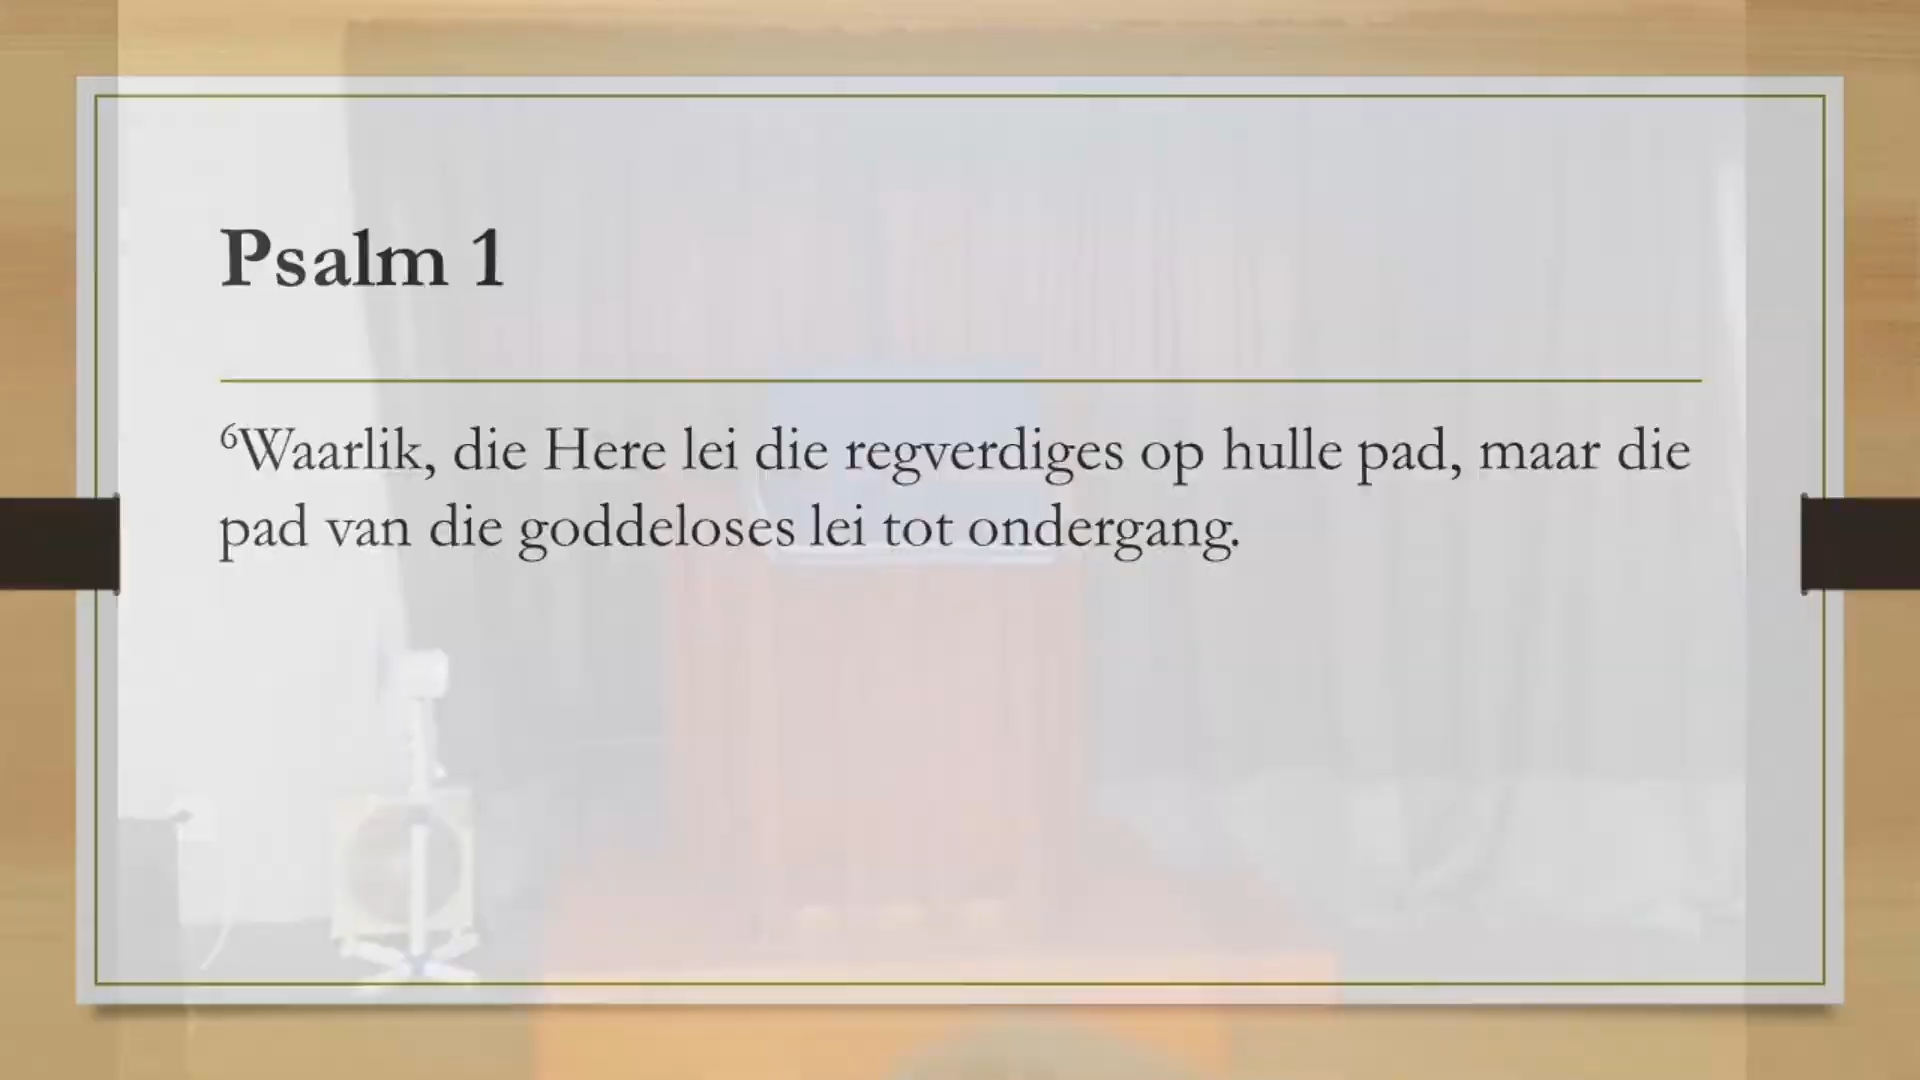 Psalm 1
⁶Waarlik, die Here lei die regverdiges op hulle pad, maar die
pad van die goddeloses lei tot ondergang.